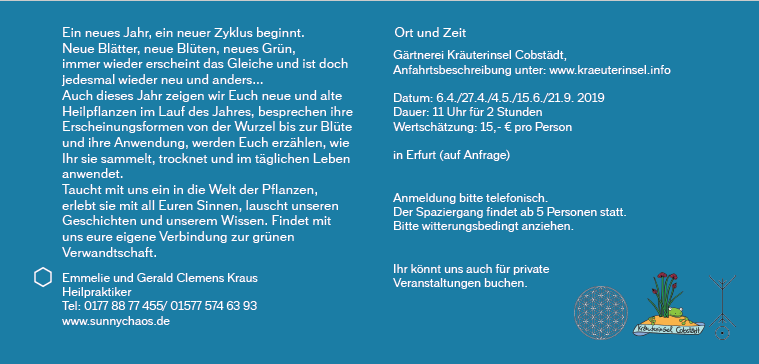 Ein neues Jahr, ein neuer Zyklus beginnt.
Neue Blätter, neue Blüten, neues Grün,
immer wieder erscheint das Gleiche und ist doch
jedesmal wieder neu und anders...
Auch dieses Jahr zeigen wir Euch neue und alte
Heilpflanzen im Lauf des Jahres, besprechen ihre
Erscheinungsformen von der Wurzel bis zur Blüte
und ihre Anwendung, werden Euch erzählen, wie
Ihr sie sammelt, trocknet und im täglichen Leben
anwendet.
Taucht mit uns ein in die Welt der Pflanzen,
erlebt sie mit all Euren Sinnen, lauscht unseren
Geschichten und unserem Wissen. Findet mit
uns eure eigene Verbindung zur grünen
Verwandtschaft.
Emmelie und Gerald Clemens Kraus
Heilpraktiker
Tel: 0177 88 77 455/ 01577 574 63 93
www.sunnychaos.de
Ort und Zeit
Gärtnerei Kräuterinsel Cobstädt,
Anfahrtsbeschreibung unter: www.kraeuterinsel.info
Datum: 6.4./27.4./4.5./15.6./21.9. 2019
Dauer: 11 Uhr für 2 Stunden
Wertschätzung: 15,- € pro Person
in Erfurt (auf Anfrage)
Anmeldung bitte telefonisch.
Der Spaziergang findet ab 5 Personen statt.
Bitte witterungsbedingt anziehen.
Ihr könnt uns auch für private
Veranstaltungen buchen.
Kräuterinsel Cobstädt